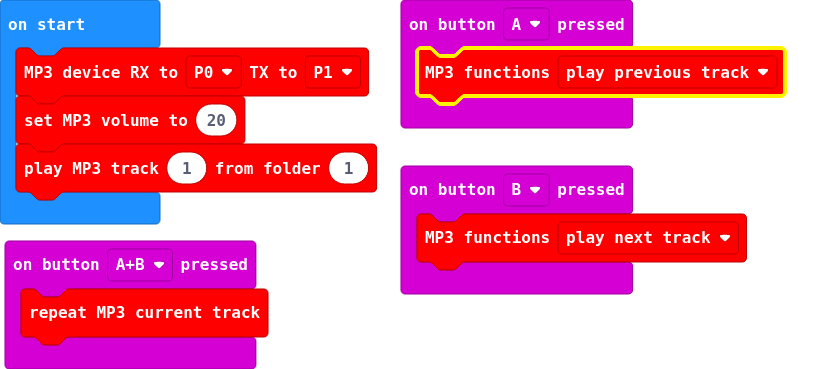 on start
MP3 device RX to P0 TX to P1
set MP3 volume to 20
play MP3 track 1 from folder 1
on button A+B pressed
repeat MP3 current track
on button A pressed
MP3 functions play previous track
on button B pressed
MP3 functions play next track